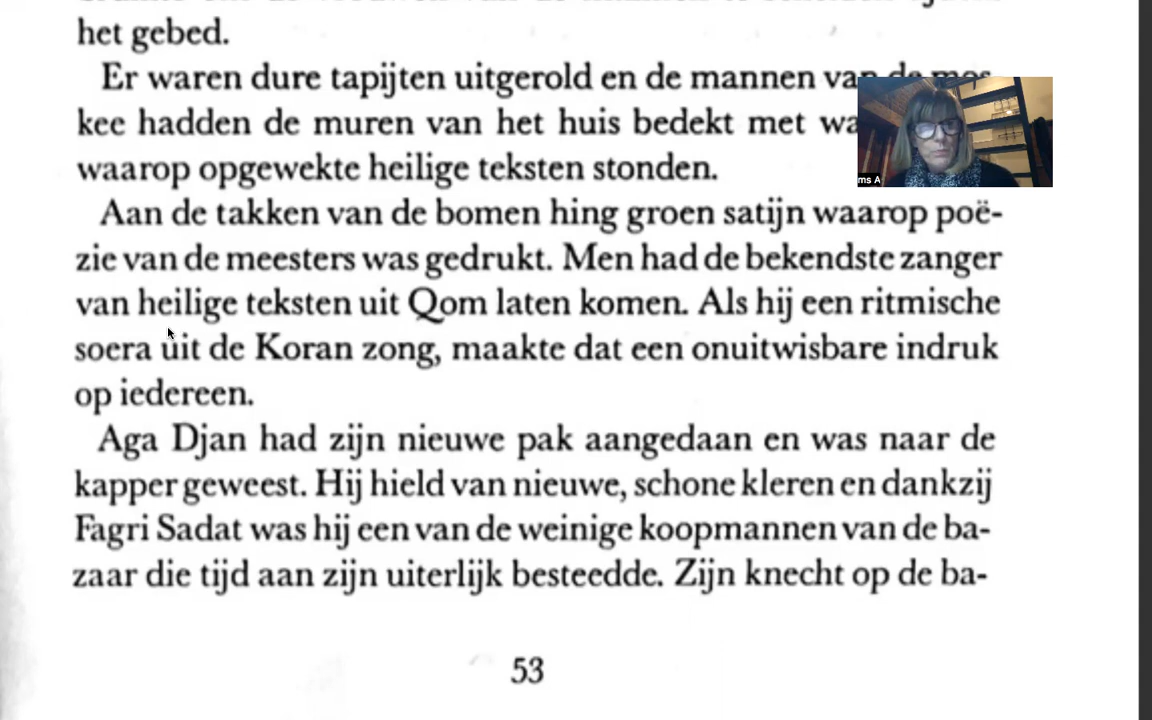 het gebed.
Er waren dure tapijten uitgerold en de mannen van de mos-
kee hadden de muren van het huis bedekt met
waarop opgewekte heilige teksten stonden.
Aan de takken van de bomen hing groen satijn waarop poë-
zie van de meesters was gedrukt. Men had de bekendste zanger
van heilige teksten uit Qom laten komen. Als hij een ritmische
soera uit de Koran zong, maakte dat een onuitwisbare indruk
op iedereen.
Aga Djan had zijn nieuwe pak aangedaan en was naar de
kapper geweest. Hij hield van nieuwe, schone kleren en dankzij
Fagri Sadat was hij een van de weinige koopmannen van de ba-
zaar die tijd aan zijn uiterlijk besteedde. Zijn knecht op de ba-
53
ms A